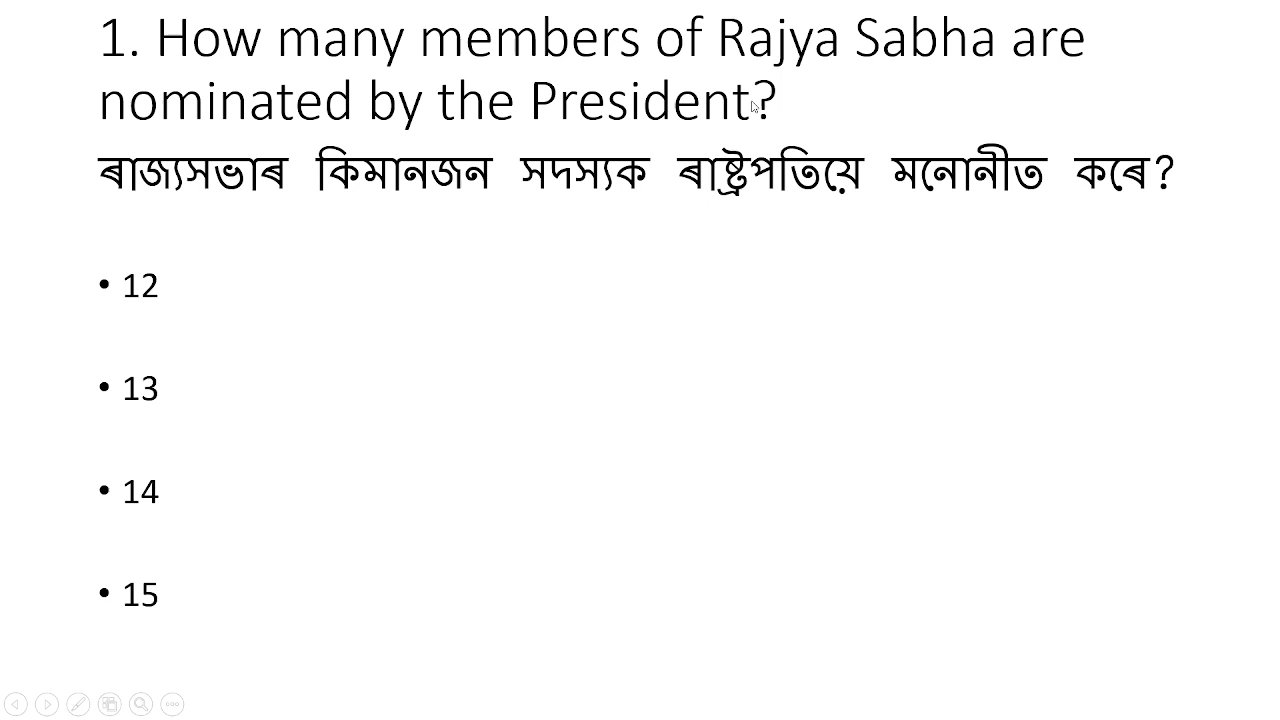 1. How many members of Rajya Sabha are
nominated by the President?
ৰাজ্যসভাৰ কিমানজন সদস্যক ৰাষ্ট্ৰপতিয়ে মনোনীত কৰে?
• 12
• 13
• 14
• 15